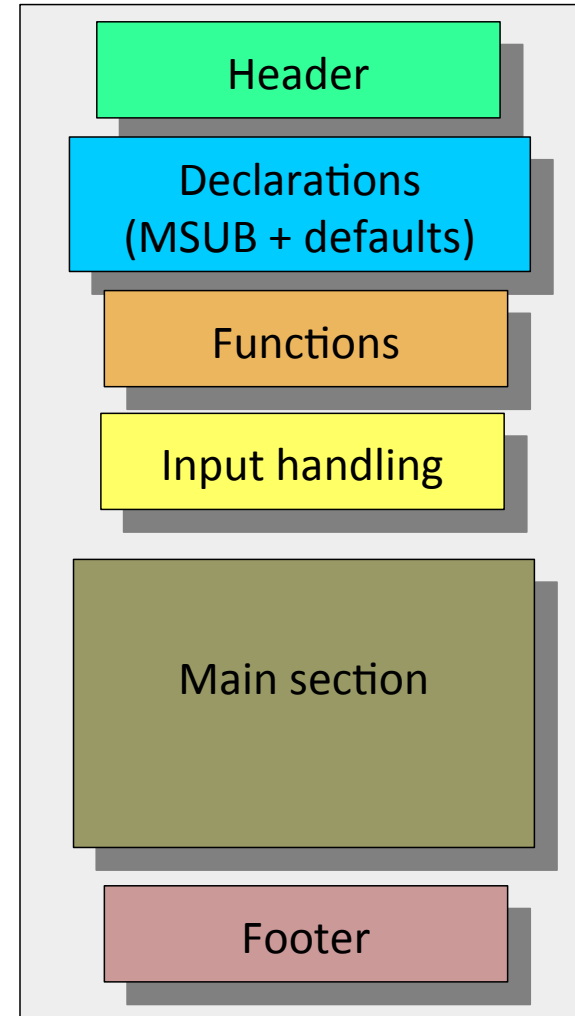 Header
Declarations
(MSUB + defaults)
Functions
Input handling
Main section
Footer